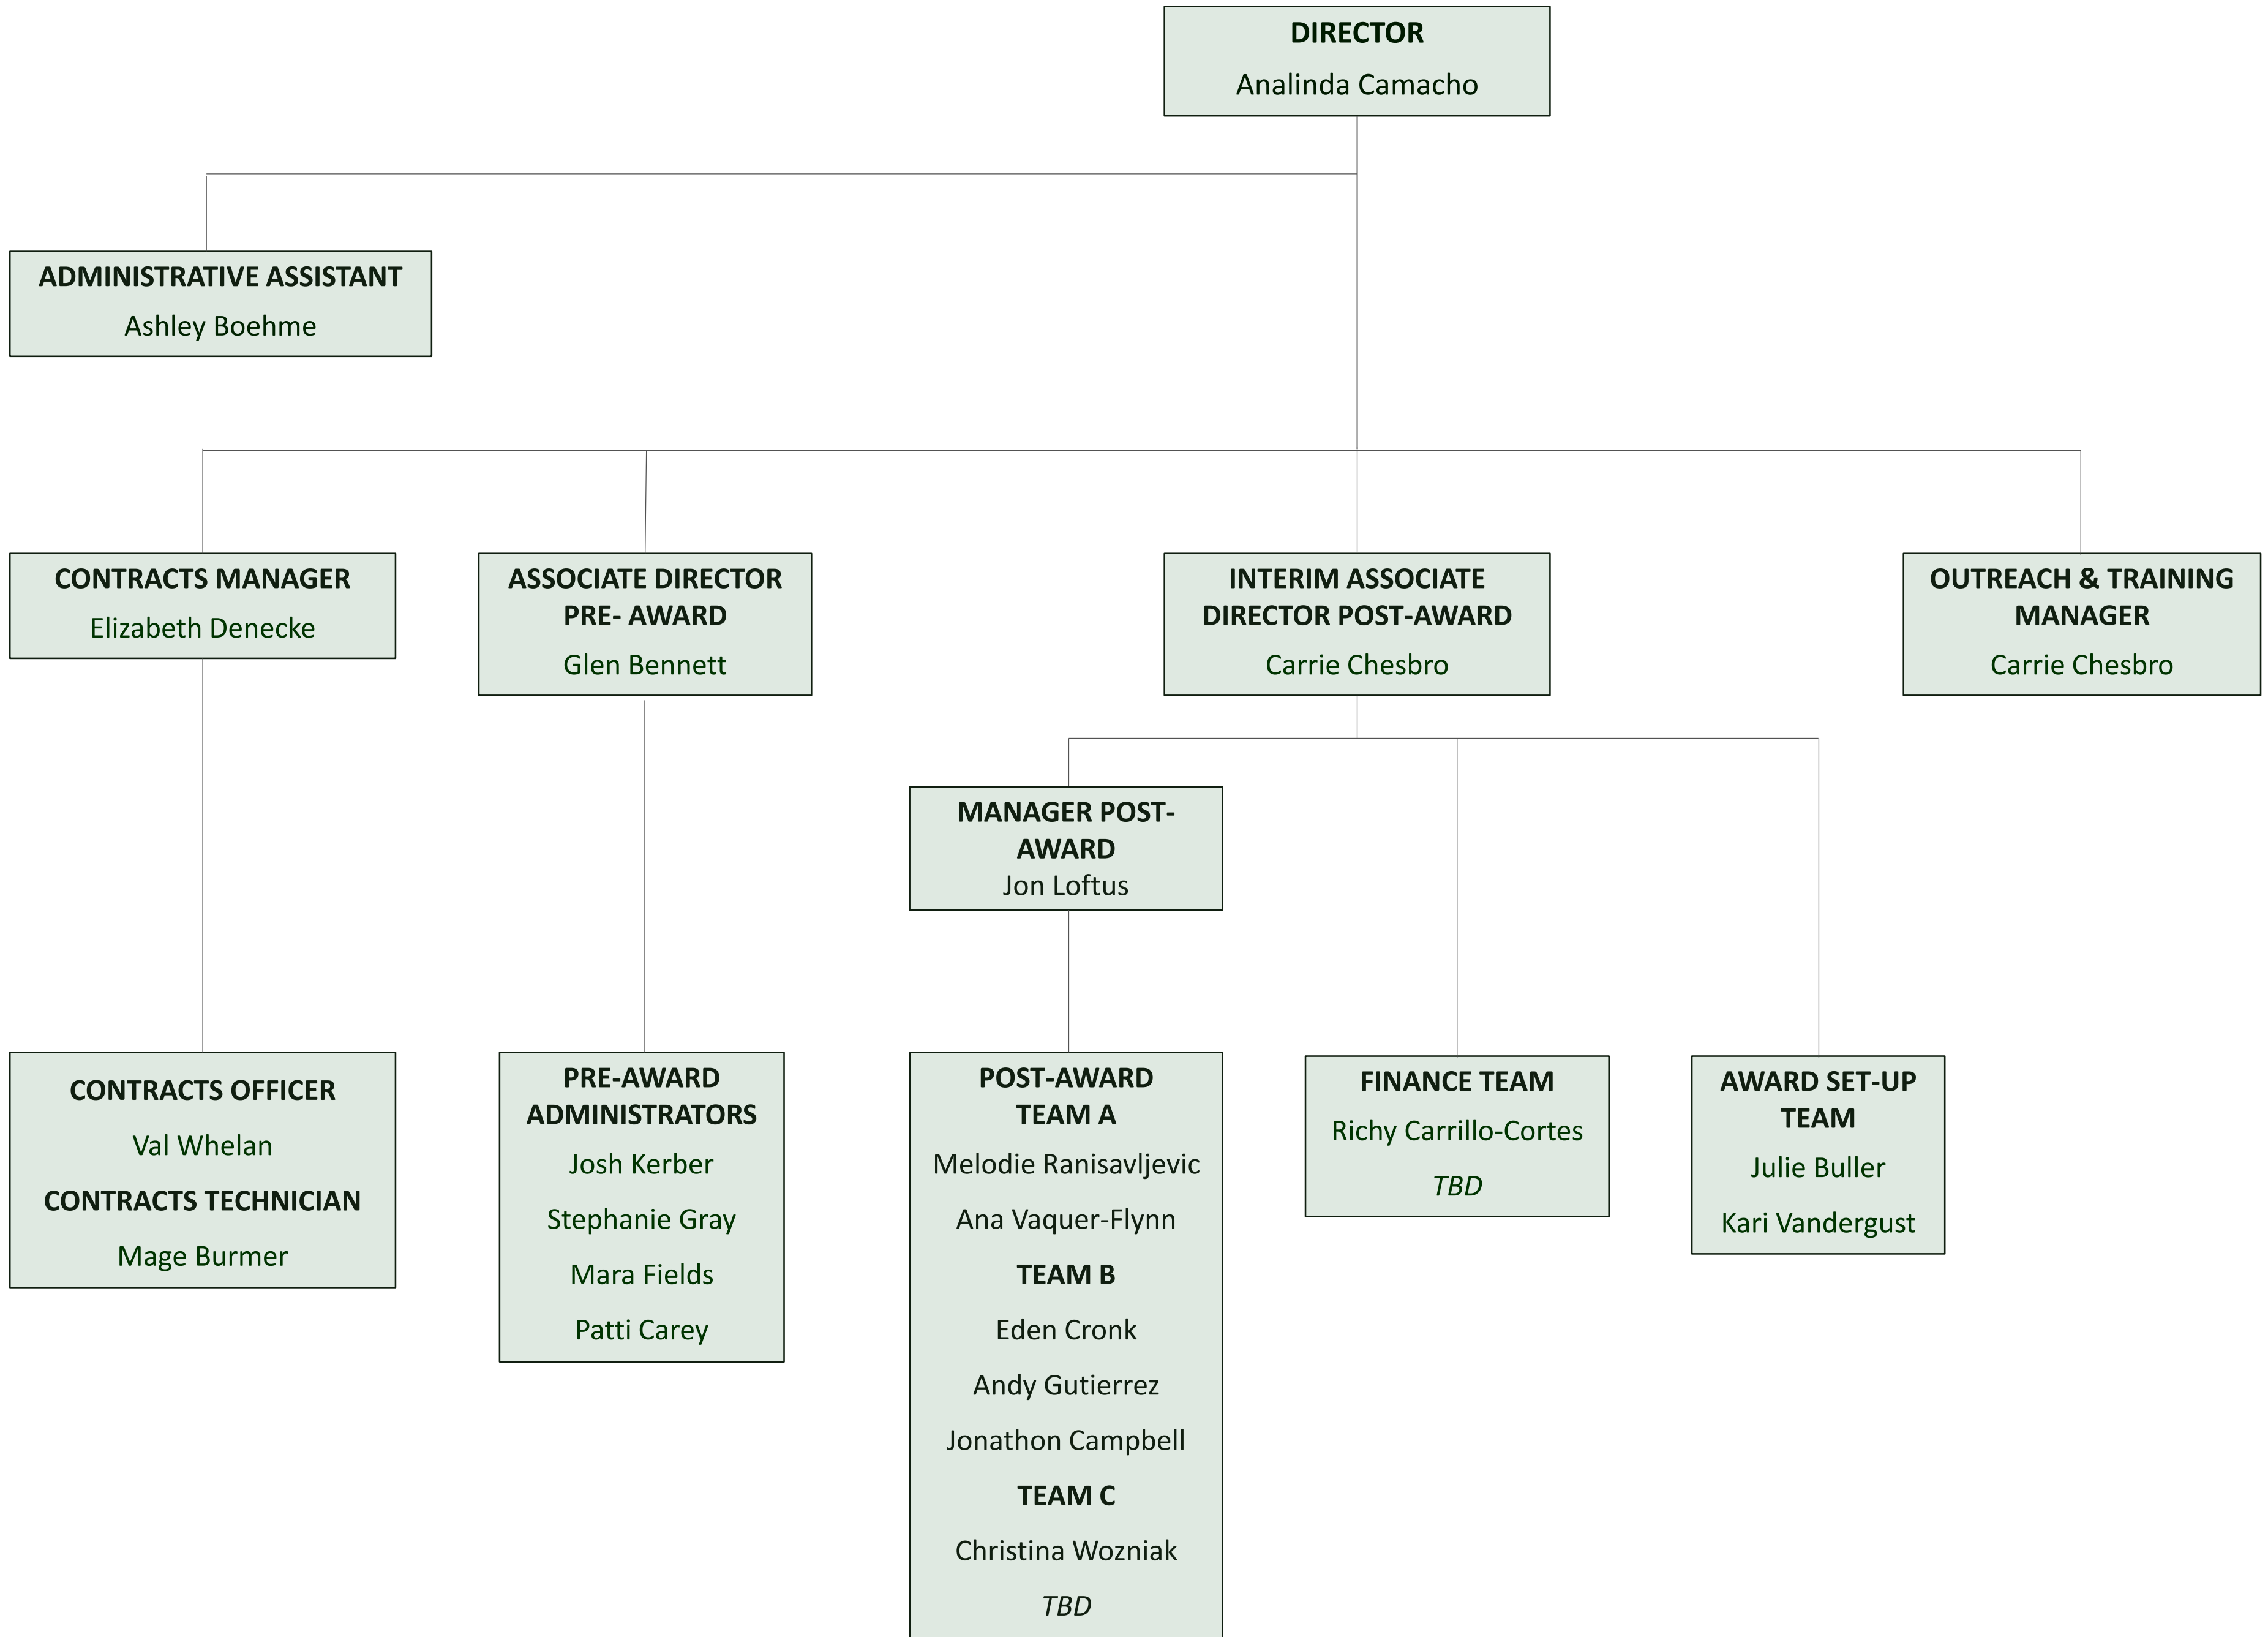 DIRECTOR
Analinda Camacho
ADMINISTRATIVE ASSISTANT
Ashley Boehme
CONTRACTS MANAGER
Elizabeth Denecke
ASSOCIATE DIRECTOR
PRE- AWARD
Glen Bennett
INTERIM ASSOCIATE
DIRECTOR POST-AWARD
Carrie Chesbro
OUTREACH & TRAINING
MANAGER
Carrie Chesbro
MANAGER POST-
AWARD
Jon Loftus
CONTRACTS OFFICER
Val Whelan
CONTRACTS TECHNICIAN
Mage Burmer
PRE-AWARD
ADMINISTRATORS
Josh Kerber
Stephanie Gray
Mara Fields
Patti Carey
POST-AWARD
TEAM A
Melodie Ranisavljevic
Ana Vaquer-Flynn
TEAM B
Eden Cronk
Andy Gutierrez
Jonathon Campbell
TEAM C
Christina Wozniak
TBD
FINANCE TEAM
Richy Carrillo-Cortes
TBD
AWARD SET-UP
TEAM
Julie Buller
Kari Vandergust